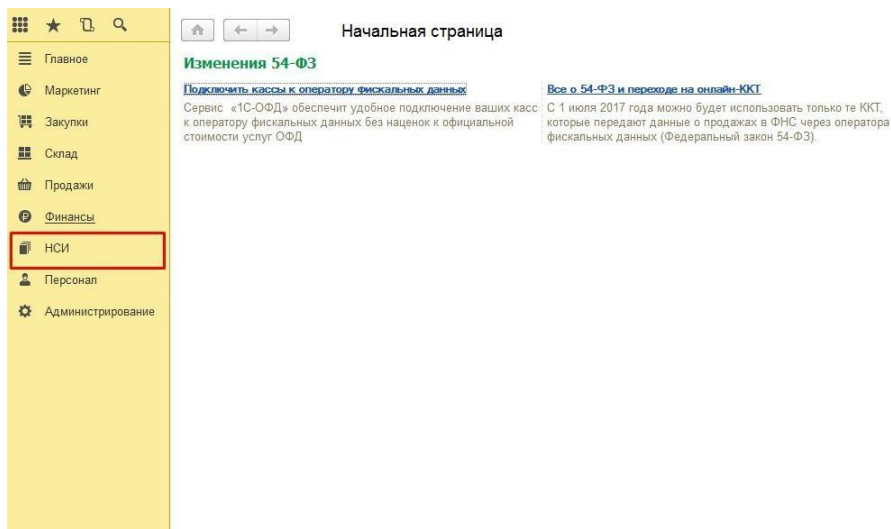 Начальная страница
Главное
Маркетинг
Закупки
Склад
Продажи
Финансы
НСИ
Персонал
Администрирование
Изменения 54-ФЗ
Подключить кассы к оператору фискальных данных
Сервис «1С-ОФД» обеспечит удобное подключение ваших касс
к оператору фискальных данных без наценок к официальной
стоимости услуг ОФД
Все о 54-ФЗ и переходе на онлайн-ККТ
С 1 июля 2017 года можно будет использовать только те ККТ,
которые передают данные о продажах в ФНС через оператора
фискальных данных (Федеральный закон 54-ФЗ).